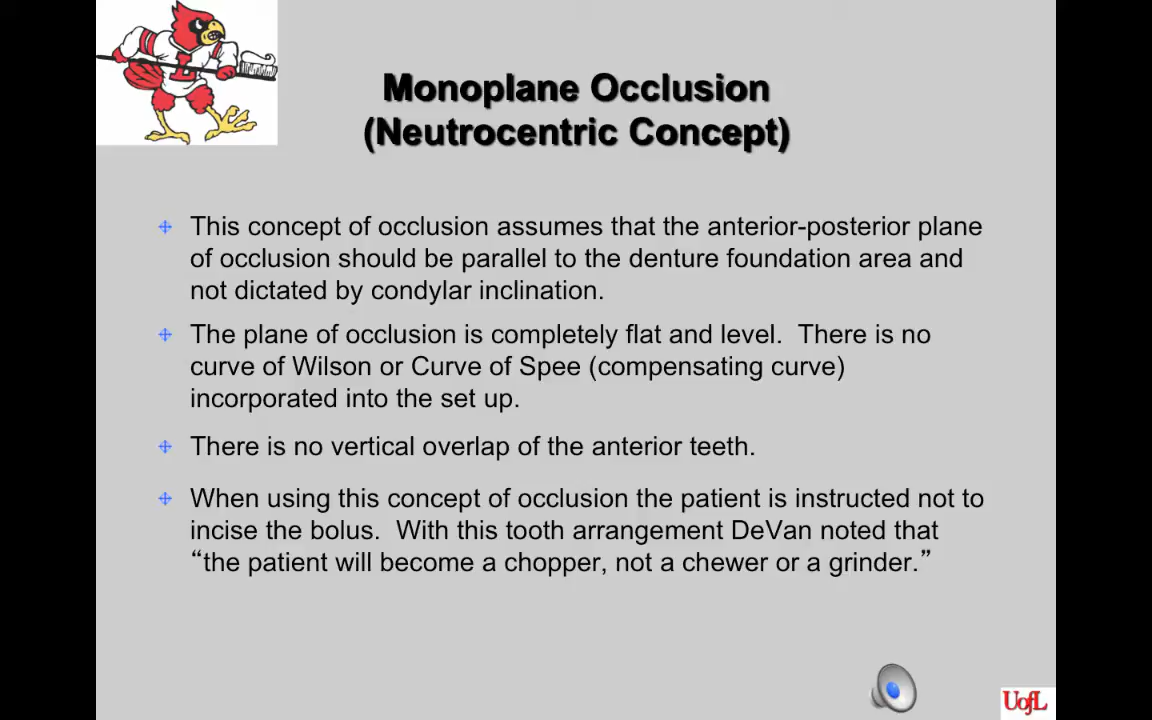 Monoplane Occlusion
(Neutrocentric Concept)
This concept of occlusion assumes that the anterior-posterior plane
of occlusion should be parallel to the denture foundation area and
not dictated by condylar inclination.
The plane of occlusion is completely flat and level.  There is no
curve of Wilson or Curve of Spee (compensating curve)
incorporated into the set up.
There is no vertical overlap of the anterior teeth.
When using this concept of occlusion the patient is instructed not to
incise the bolus.  With this tooth arrangement DeVan noted that
“the patient will become a chopper, not a chewer or a grinder.”
UofL